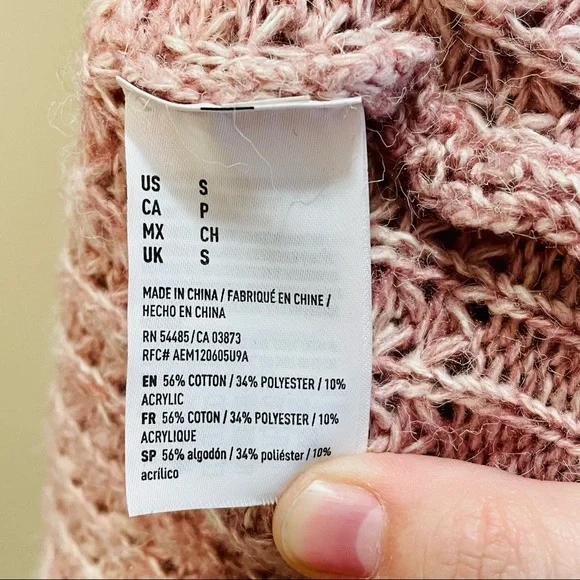 US S
CA P
MX CH
UK S
MADE IN CHINA / FABRIQUÉ EN CHINE /
HECHO EN CHINA
RN 54485/CA 03873
RFC# AEM120605U9A
EN 56% COTTON / 34% POLYESTER / 10%
ACRYLIC
FR 56% COTON / 34% POLYESTER / 10%
ACRYLIQUE
SP 56% algodón / 34% poliéster / 10%
acrílico